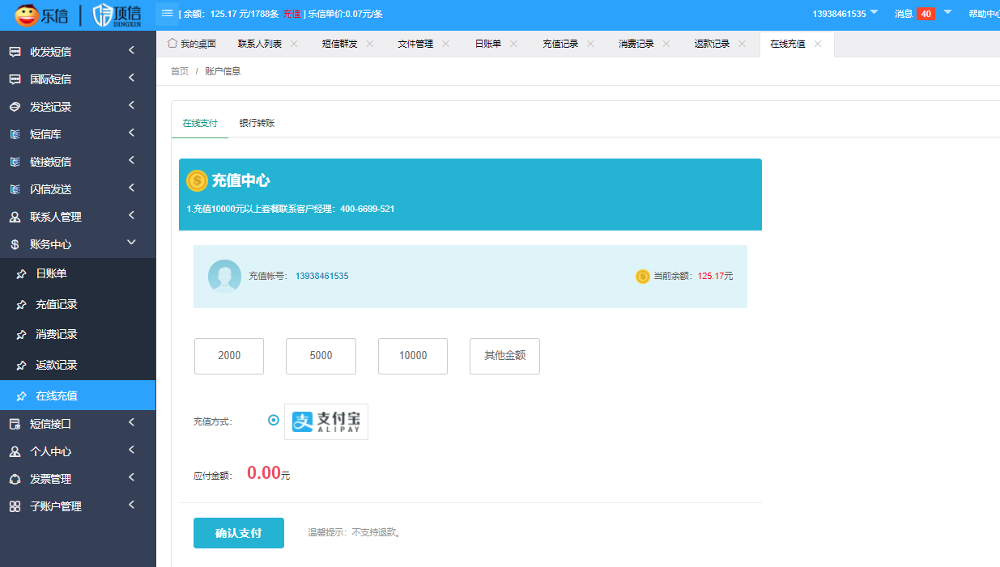 乐信 | 顶信 DINGXIN
[ 余额: 125.17 元/1788条 充值 ] 乐信单价:0.07元/条
13938461535 消息 40 帮助中心
我的桌面 联系人列表 短信群发 文件管理 日账单 充值记录 消费记录 返款记录 在线充值
首页 / 账户信息
收发短信
国际短信
发送记录
短信库
链接短信
闪信发送
联系人管理
账务中心
日账单
充值记录
消费记录
返款记录
在线充值
短信接口
个人中心
发票管理
子账户管理
在线支付 银行转账
充值中心
1.充值10000元以上套餐联系客户经理：400-6699-521
充值帐号： 13938461535 当前余额：125.17元
2000 5000 10000 其他金额
充值方式： 支付宝 ALIPAY
应付金额： 0.00元
确认支付 温馨提示：不支持退款。